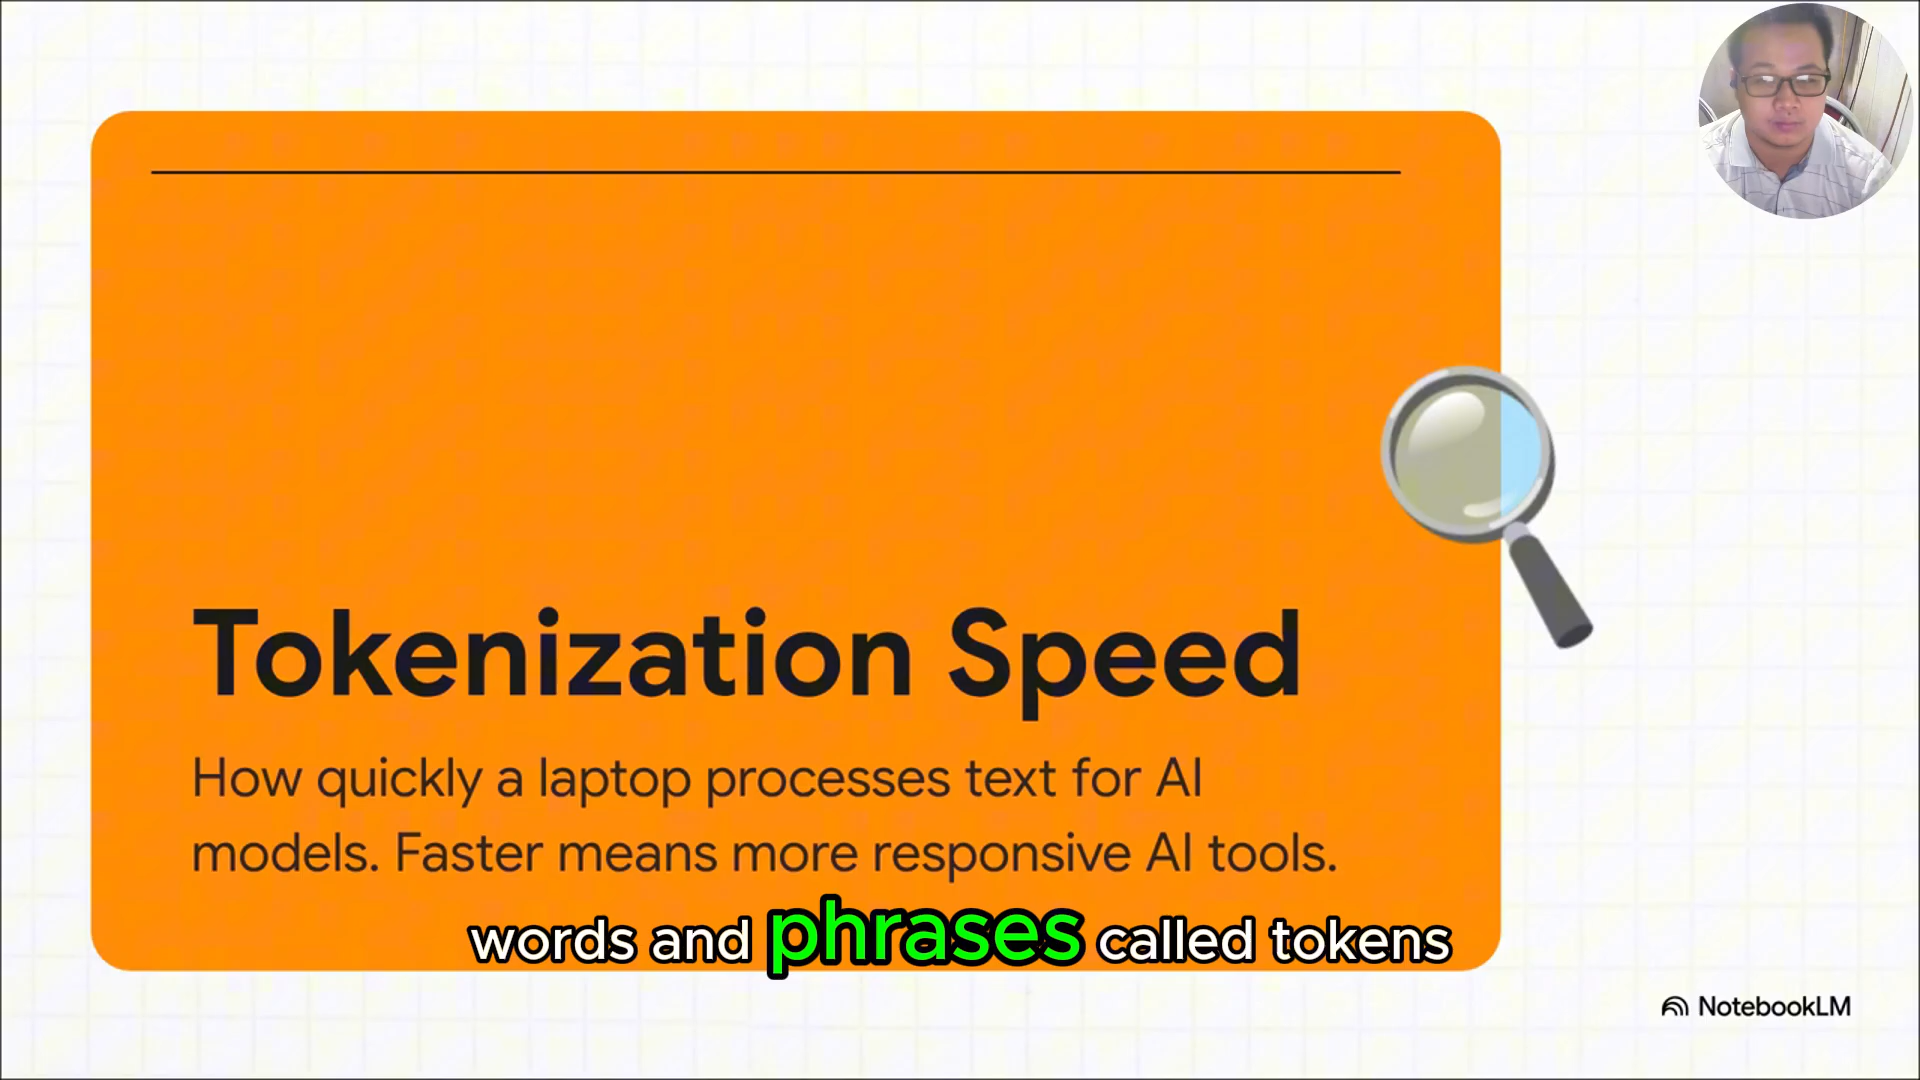 Tokenization Speed
How quickly a laptop processes text for AI
models. Faster means more responsive AI tools.
words and phrases called tokens
NotebookLM